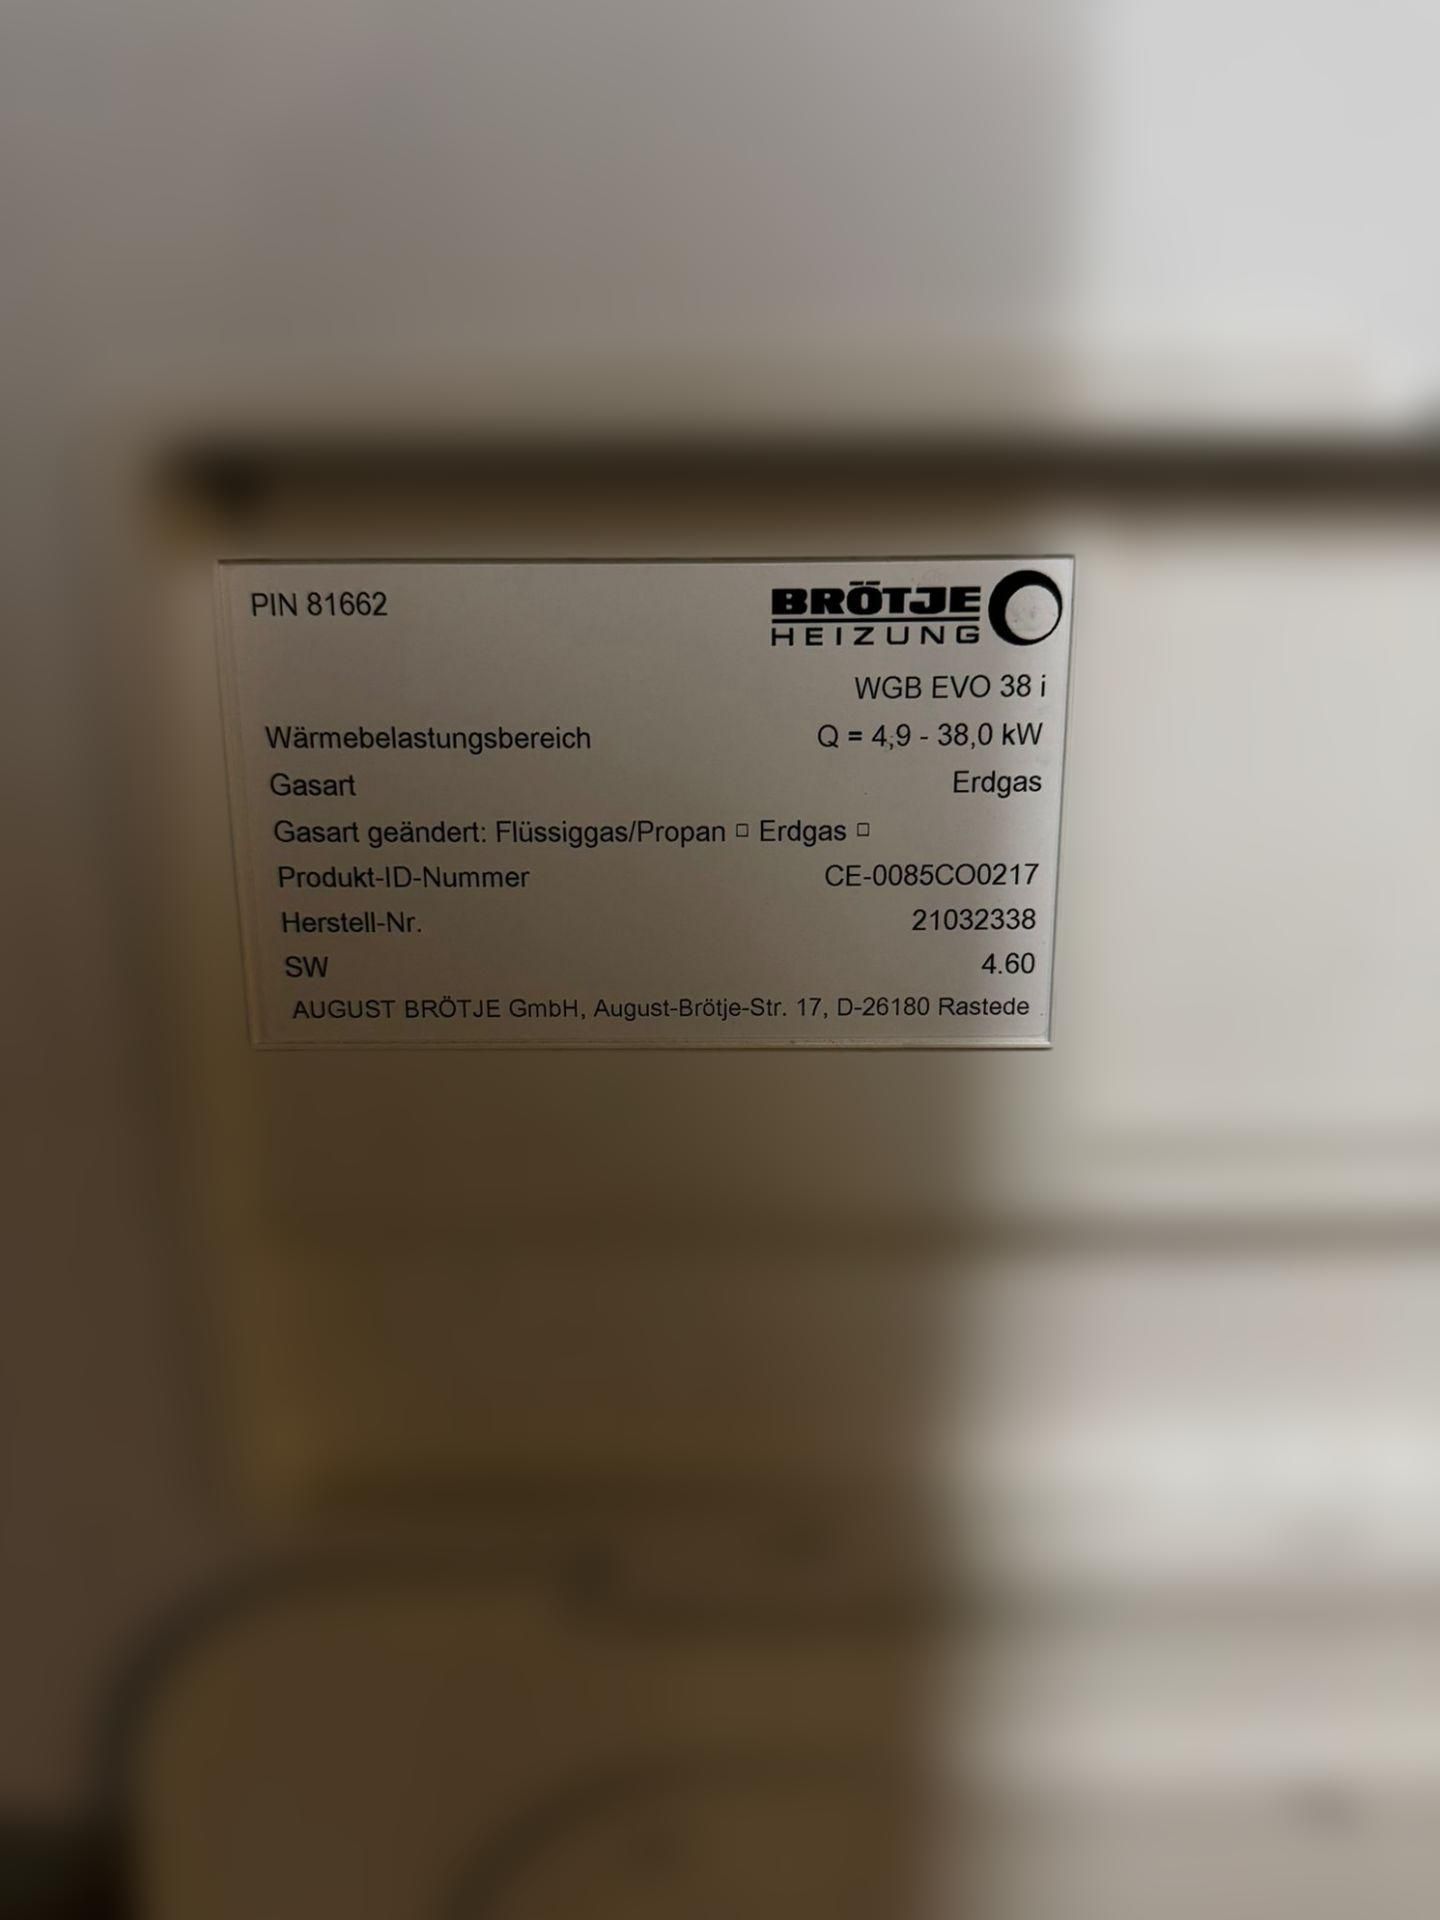 PIN 81662
BRÖTJE
HEIZUNG
WGB EVO 38 i
Wärmebelastungsbereich Q = 4,9 - 38,0 kW
Gasart Erdgas
Gasart geändert: Flüssiggas/Propan □ Erdgas □
Produkt-ID-Nummer CE-0085CO0217
Herstell-Nr. 21032338
SW 4.60
AUGUST BRÖTJE GmbH, August-Brötje-Str. 17, D-26180 Rastede